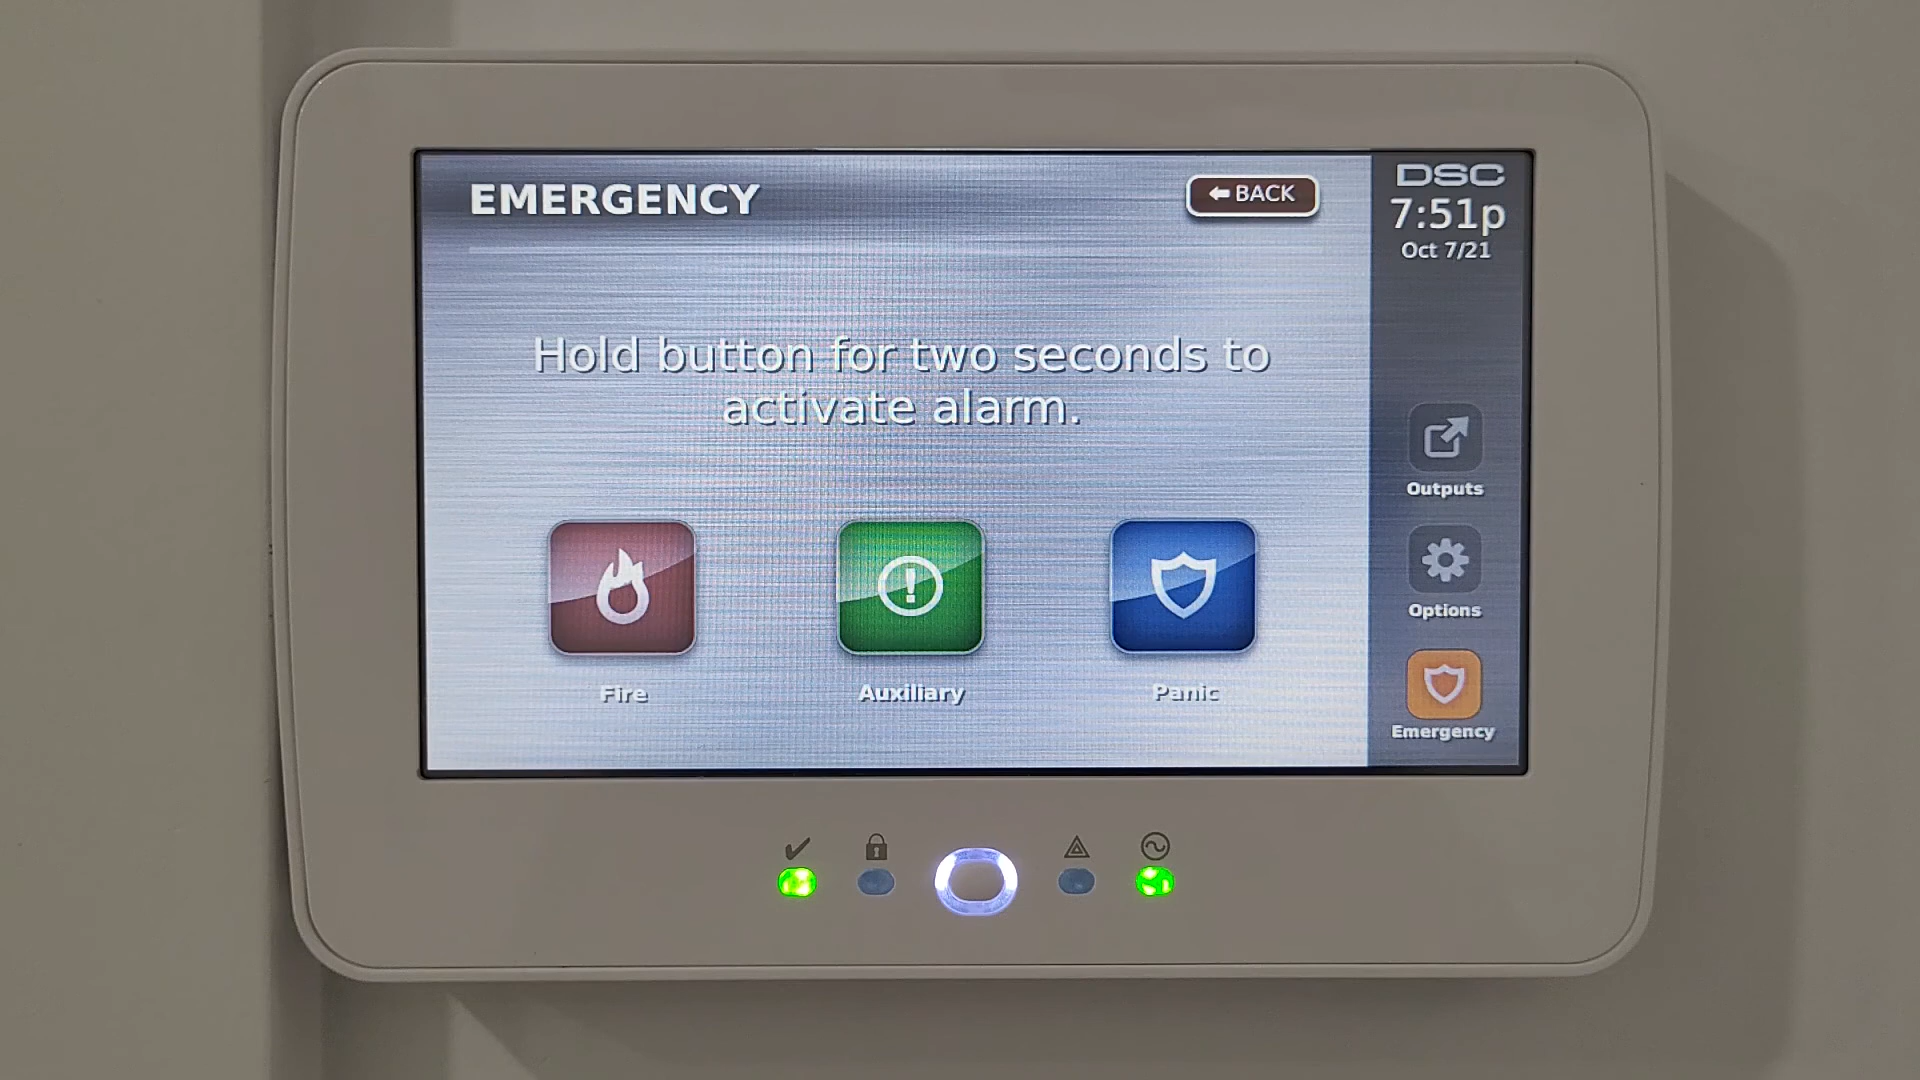 EMERGENCY
BACK
DSC
7:51p
Oct 7/21
Hold button for two seconds to
activate alarm.
Outputs
Options
Fire
Auxiliary
Panic
Emergency